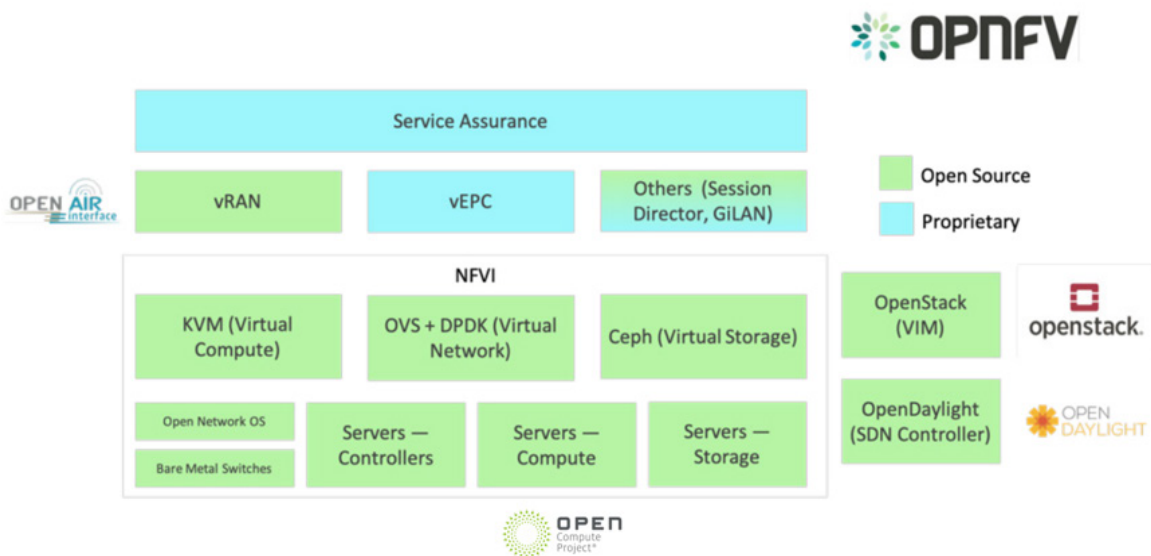 OPNFV
Service Assurance
OPEN AIR
interface
vRAN
vEPC
Others (Session
Director, GiLAN)
Open Source
Proprietary
NFVI
KVM (Virtual
Compute)
OVS + DPDK (Virtual
Network)
Ceph (Virtual Storage)
OpenStack
(VIM)
openstack.
Open Network OS
Bare Metal Switches
Servers —
Controllers
Servers —
Compute
Servers —
Storage
OpenDaylight
(SDN Controller)
OPEN
DAYLIGHT
OPEN
Compute
Project®